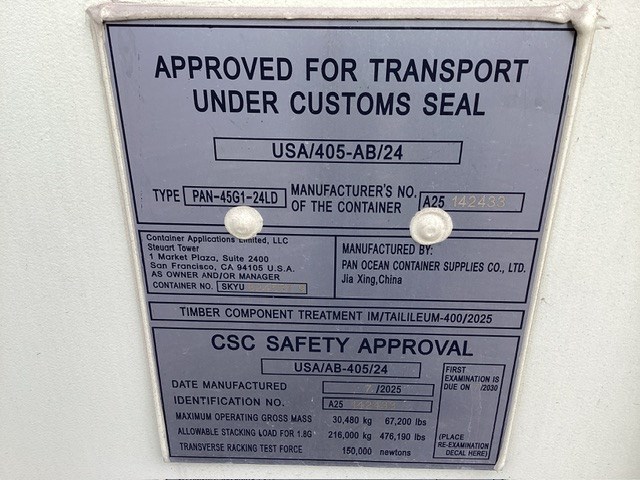 APPROVED FOR TRANSPORT
UNDER CUSTOMS SEAL
USA/405-AB/24
TYPE PAN-45G1-24LD MANUFACTURER'S NO. OF THE CONTAINER A25 142433
Container Applications Limited, LLC
Steuart Tower
1 Market Plaza, Suite 2400
San Francisco, CA 94105 U.S.A.
AS OWNER AND/OR MANAGER
CONTAINER NO. SKYU
MANUFACTURED BY:
PAN OCEAN CONTAINER SUPPLIES CO., LTD.
Jia Xing,China
TIMBER COMPONENT TREATMENT IM/TAILILEUM-400/2025
CSC SAFETY APPROVAL
USA/AB-405/24
DATE MANUFACTURED /2025
IDENTIFICATION NO. A25
MAXIMUM OPERATING GROSS MASS 30,480 kg 67,200 lbs
ALLOWABLE STACKING LOAD FOR 1.8G 216,000 kg 476,190 lbs
TRANSVERSE RACKING TEST FORCE 150,000 newtons
FIRST
EXAMINATION IS
DUE ON /2030
(PLACE
RE-EXAMINATION
DECAL HERE)